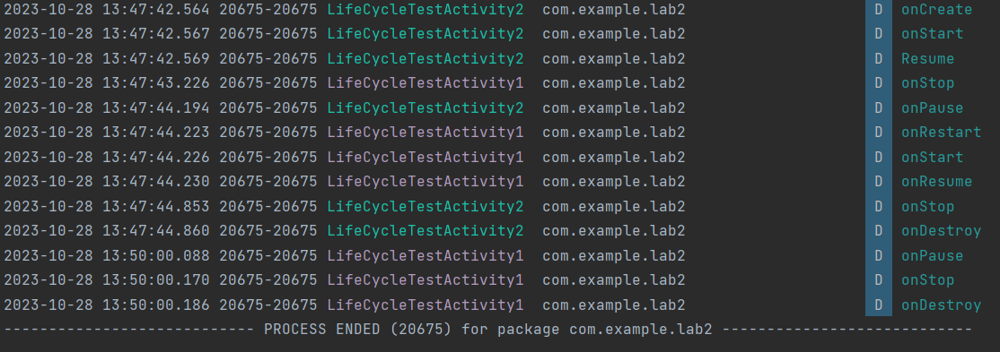 2023-10-28 13:47:42.564 20675-20675 LifeCycleTestActivity2 com.example.lab2 D onCreate
2023-10-28 13:47:42.567 20675-20675 LifeCycleTestActivity2 com.example.lab2 D onStart
2023-10-28 13:47:42.569 20675-20675 LifeCycleTestActivity2 com.example.lab2 D Resume
2023-10-28 13:47:43.226 20675-20675 LifeCycleTestActivity1 com.example.lab2 D onStop
2023-10-28 13:47:44.194 20675-20675 LifeCycleTestActivity2 com.example.lab2 D onPause
2023-10-28 13:47:44.223 20675-20675 LifeCycleTestActivity1 com.example.lab2 D onRestart
2023-10-28 13:47:44.226 20675-20675 LifeCycleTestActivity1 com.example.lab2 D onStart
2023-10-28 13:47:44.230 20675-20675 LifeCycleTestActivity1 com.example.lab2 D onResume
2023-10-28 13:47:44.853 20675-20675 LifeCycleTestActivity2 com.example.lab2 D onStop
2023-10-28 13:47:44.860 20675-20675 LifeCycleTestActivity2 com.example.lab2 D onDestroy
2023-10-28 13:50:00.088 20675-20675 LifeCycleTestActivity1 com.example.lab2 D onPause
2023-10-28 13:50:00.170 20675-20675 LifeCycleTestActivity1 com.example.lab2 D onStop
2023-10-28 13:50:00.186 20675-20675 LifeCycleTestActivity1 com.example.lab2 D onDestroy
---------------------------- PROCESS ENDED (20675) for package com.example.lab2 ----------------------------